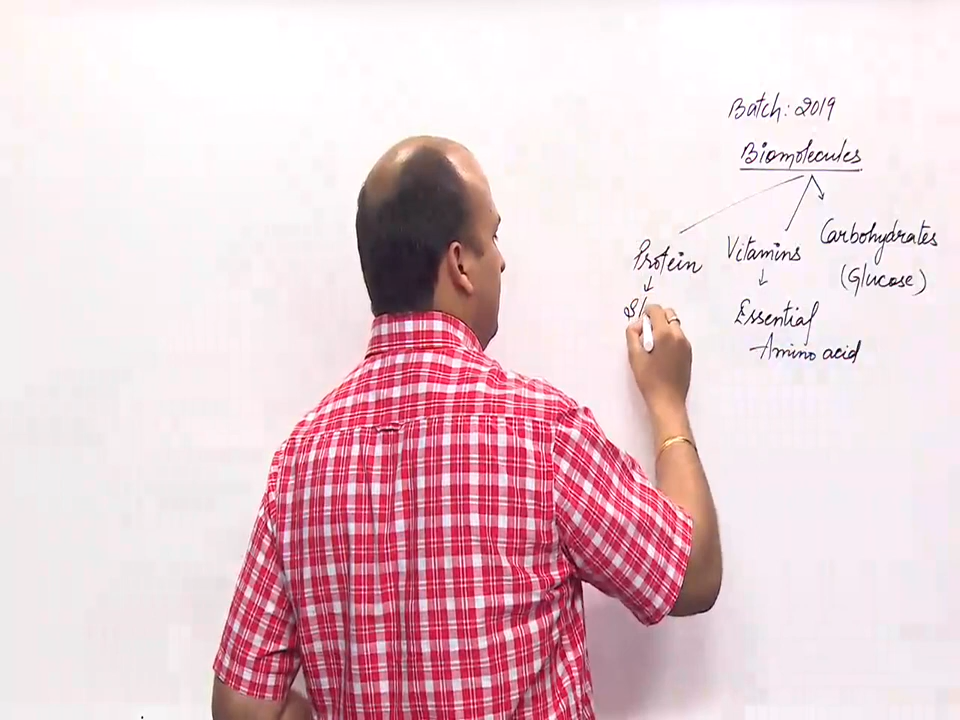 Batch: 2019
Biomolecules
Protein
Vitamins
Carbohydrates
(Glucose)
Essential
Amino acid